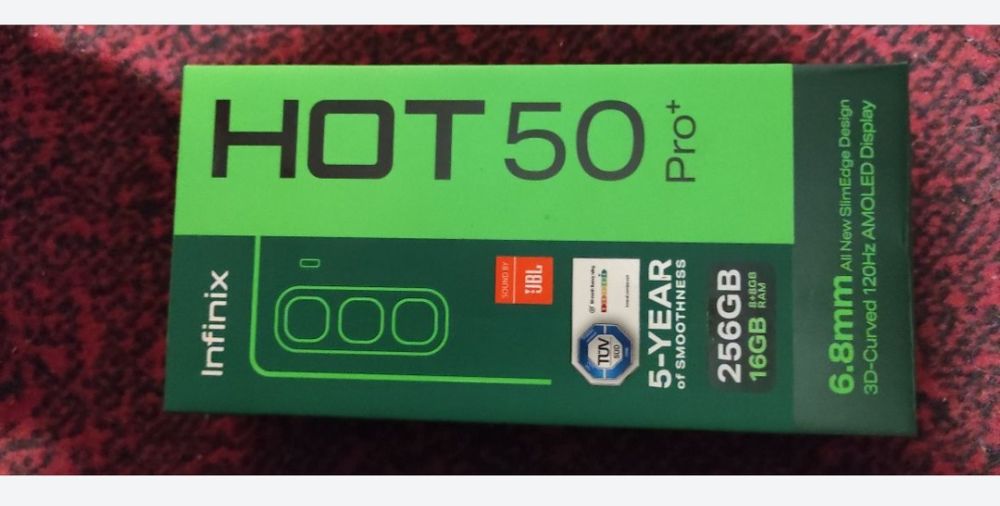 HOT 50 Pro+
Infinix
SOUND BY
JBL
TÜV
SÜD
5-YEAR
of SMOOTHNESS
256GB
16GB 8+8GB
RAM
6.8mm All New SlimEdge Design
3D-Curved 120Hz AMOLED Display